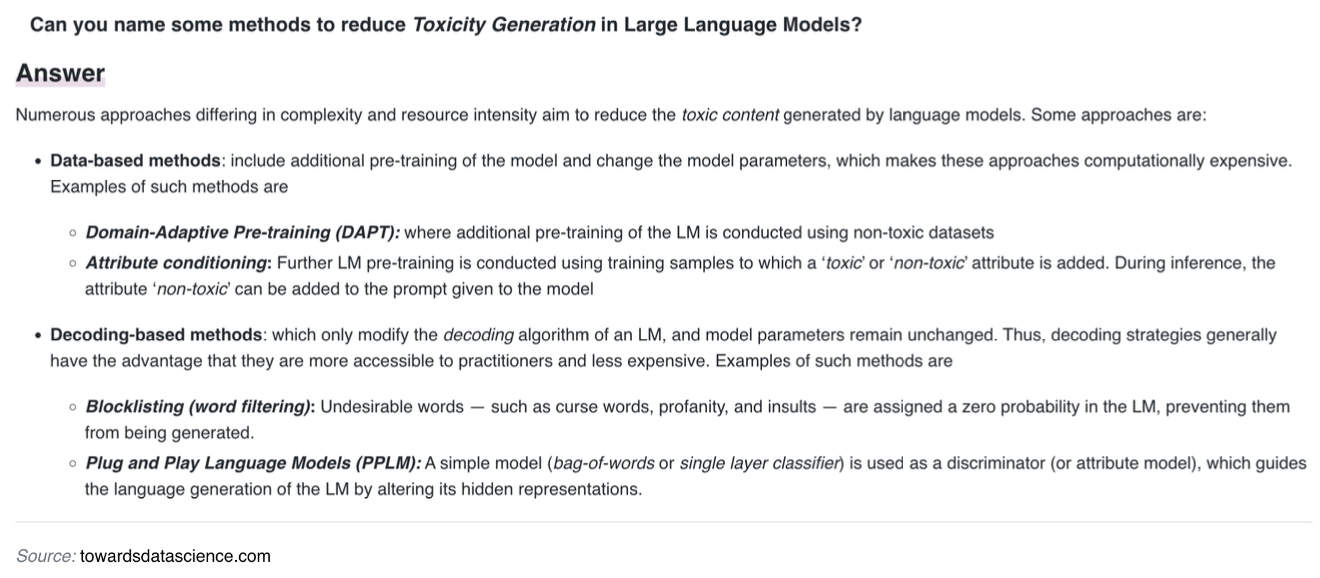 Can you name some methods to reduce Toxicity Generation in Large Language Models?
Answer
Numerous approaches differing in complexity and resource intensity aim to reduce the toxic content generated by language models. Some approaches are:
• Data-based methods: include additional pre-training of the model and change the model parameters, which makes these approaches computationally expensive.
Examples of such methods are
◦ Domain-Adaptive Pre-training (DAPT): where additional pre-training of the LM is conducted using non-toxic datasets
◦ Attribute conditioning: Further LM pre-training is conducted using training samples to which a ‘toxic’ or ‘non-toxic’ attribute is added. During inference, the
attribute ‘non-toxic’ can be added to the prompt given to the model
• Decoding-based methods: which only modify the decoding algorithm of an LM, and model parameters remain unchanged. Thus, decoding strategies generally
have the advantage that they are more accessible to practitioners and less expensive. Examples of such methods are
◦ Blocklisting (word filtering): Undesirable words — such as curse words, profanity, and insults — are assigned a zero probability in the LM, preventing them
from being generated.
◦ Plug and Play Language Models (PPLM): A simple model (bag-of-words or single layer classifier) is used as a discriminator (or attribute model), which guides
the language generation of the LM by altering its hidden representations.
Source: towardsdatascience.com